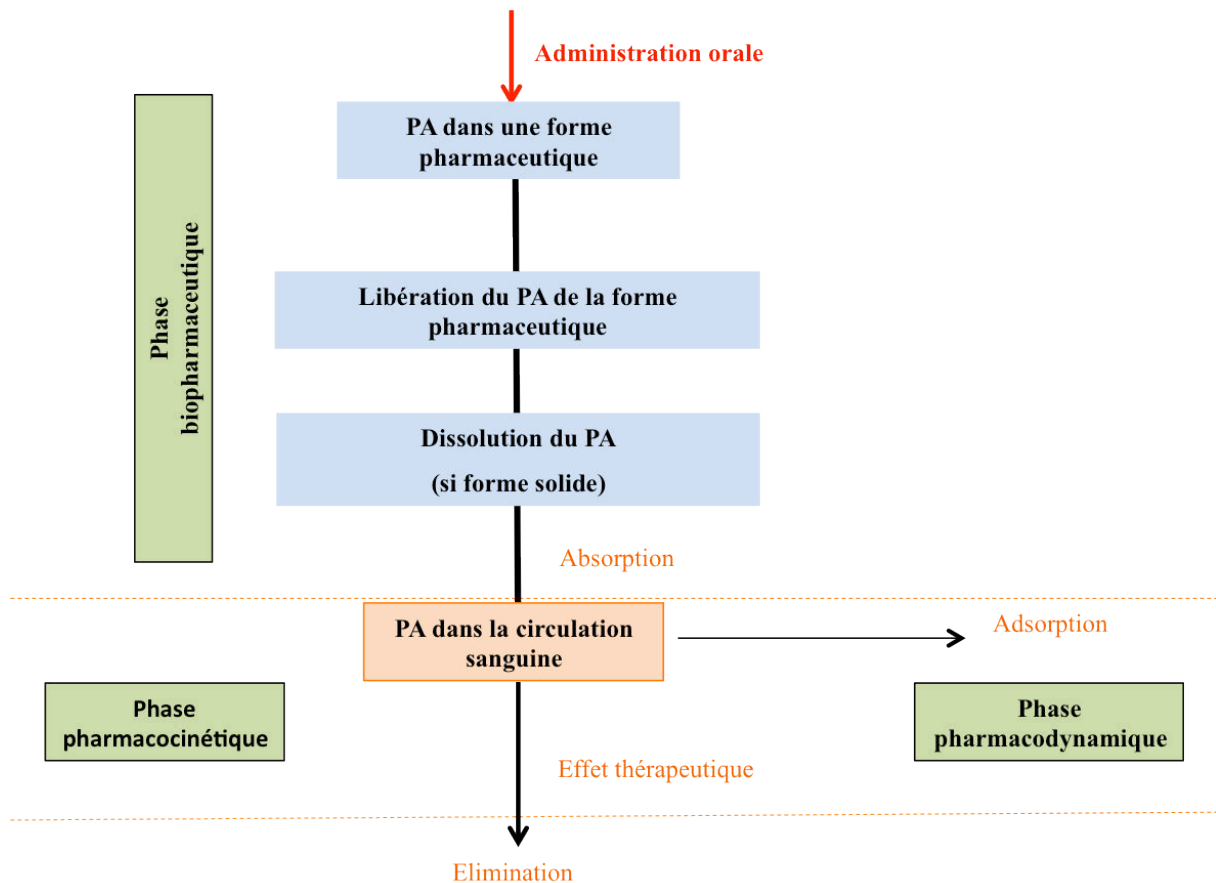 Administration orale
PA dans une forme
pharmaceutique
Phase
biopharmaceutique
Libération du PA de la forme
pharmaceutique
Dissolution du PA
(si forme solide)
Absorption
PA dans la circulation
sanguine
Adsorption
Phase
pharmacocinétique
Phase
pharmacodynamique
Effet thérapeutique
Elimination